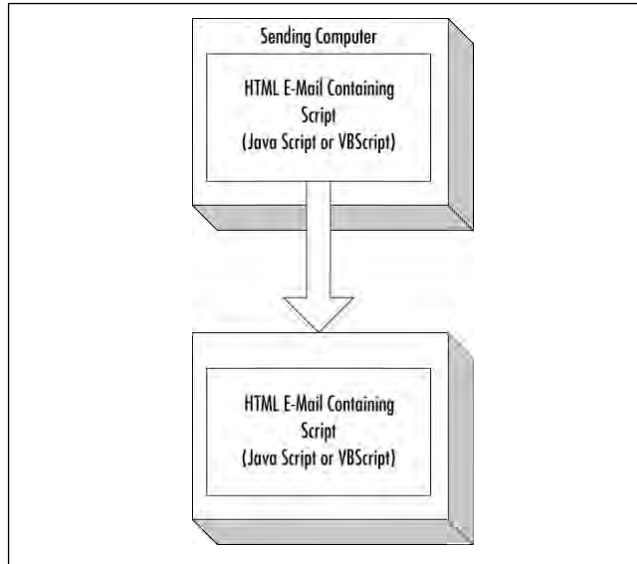 Sending Computer
HTML E-Mail Containing
Script
(Java Script or VBScript)
HTML E-Mail Containing
Script
(Java Script or VBScript)